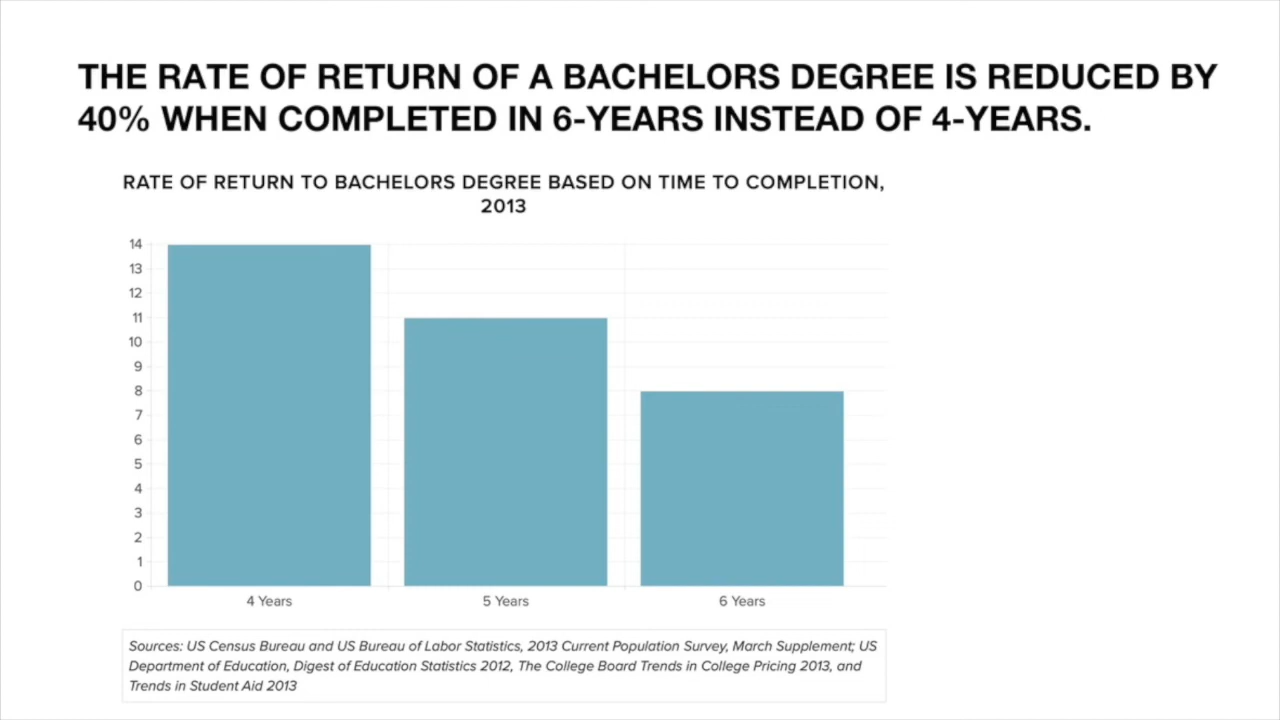 THE RATE OF RETURN OF A BACHELORS DEGREE IS REDUCED BY
40% WHEN COMPLETED IN 6-YEARS INSTEAD OF 4-YEARS.
RATE OF RETURN TO BACHELORS DEGREE BASED ON TIME TO COMPLETION,
2013
14
13
12
11
10
9
8
7
6
5
4
3
2
1
0
4 Years
5 Years
6 Years
Sources: US Census Bureau and US Bureau of Labor Statistics, 2013 Current Population Survey, March Supplement; US
Department of Education, Digest of Education Statistics 2012, The College Board Trends in College Pricing 2013, and
Trends in Student Aid 2013